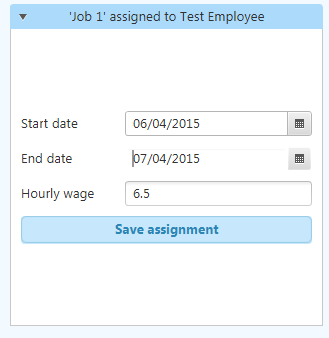 'Job 1' assigned to Test Employee
Start date 06/04/2015
End date 07/04/2015
Hourly wage 6.5
Save assignment